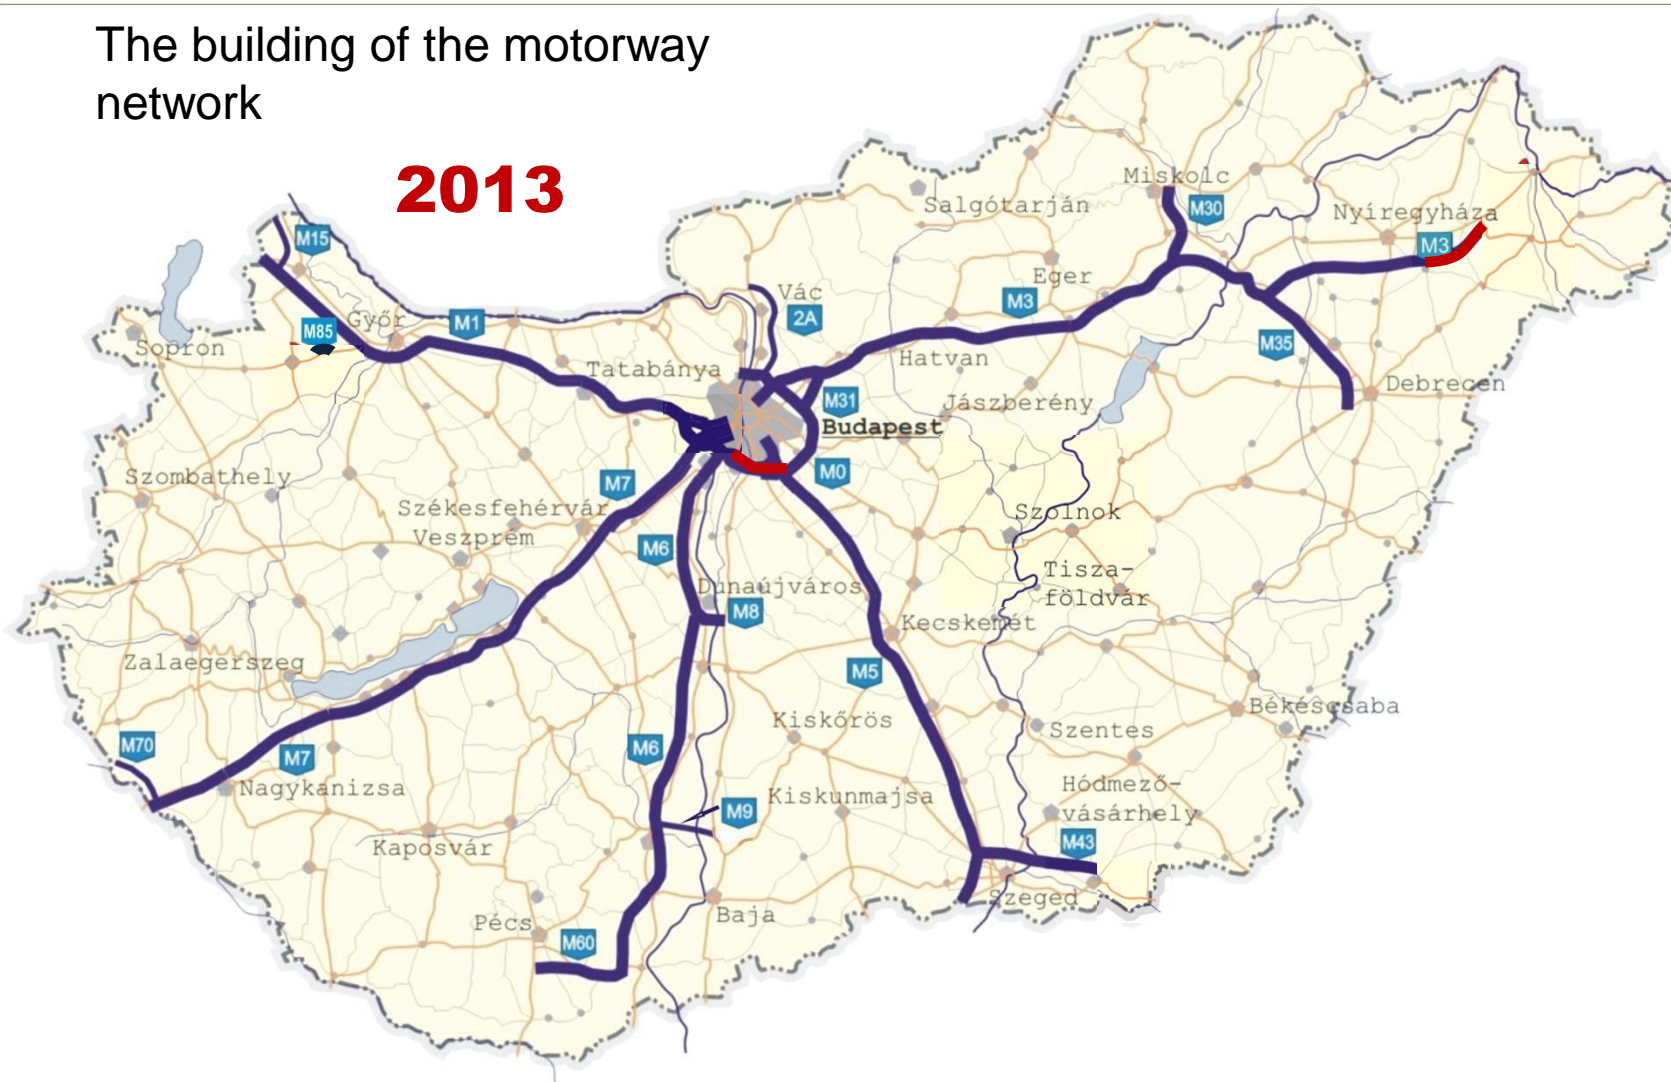 The building of the motorway
network
2013
Miskolc
M30
Salgótarján
Nyíregyháza
M15
M3
Eger
Vác
M3
2A
Győr
M1
M85
Sopron
M35
Hatvan
Tatabánya
Debrecen
M31
Jászberény
Budapest
M0
Szombathely
M7
Székesfehérvár
Szolnok
Veszprém
M6
Tisza-
földvár
Dunaújváros
M8
Kecskemét
Zalaegerszeg
M5
Békéscsaba
Kiskőrös
Szentes
M70
M6
M7
Nagykanizsa
Hódmező-
vásárhely
Kiskunmajsa
M9
M43
Kaposvár
Szeged
Baja
Pécs
M60